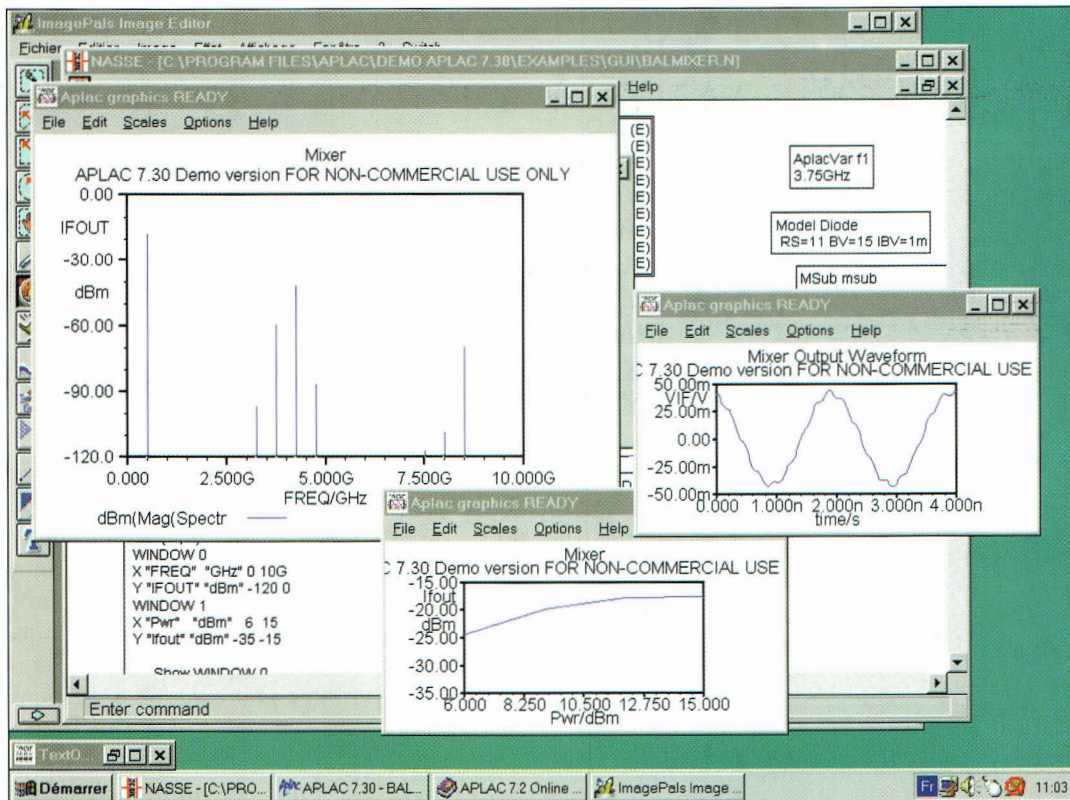 ImagePals Image Editor
Fichier Edition Image Effet Affichage Fenêtre ? Switch
NASSE - [C:\PROGRAM FILES\APLAC\DEMO APLAC 7.30\EXAMPLES\GUI\BALMIXER.N]
Help
Aplac graphics READY
File Edit Scales Options Help
Mixer
APLAC 7.30 Demo version FOR NON-COMMERCIAL USE ONLY
0.00
IFOUT
-30.00
dBm
-60.00
-90.00
-120.0
0.000 2.500G 5.000G 7.500G 10.000G
FREQ/GHz
dBm(Mag(Spectr
(E)
(E)
E)
E)
E)
E)
E)
E)
E)
AplacVar f1
3.75GHz
Model Diode
RS=11 BV=15 IBV=1m
MSub msub
Aplac graphics READY
File Edit Scales Options Help
Mixer Output Waveform
C 7.30 Demo version FOR NON-COMMERCIAL USE
50.00m
VIF/V
25.00m
0.00
-25.00m
-50.00m
0.000 1.000n 2.000n 3.000n 4.000n
time/s
Aplac graphics READY
File Edit Scales Options Help
Mixer
C 7.30 Demo version FOR NON-COMMERCIAL USE
-15.00
Ifout
-20.00
dBm
-25.00
-30.00
-35.00
6.000 8.250 10.500 12.750 15.000
Pwr/dBm
WINDOW 0
X "FREQ" "GHz" 0 10G
Y "IFOUT" "dBm" -120 0
WINDOW 1
X "Pwr" "dBm" 6 15
Y "Ifout" "dBm" -35 -15
Show WINDOW 0
Enter command
TextO...
Démarrer
NASSE - [C:\PRO...
APLAC 7.30 - BAL...
APLAC 7.2 Online ...
ImagePals Image ...
Fr
11:03